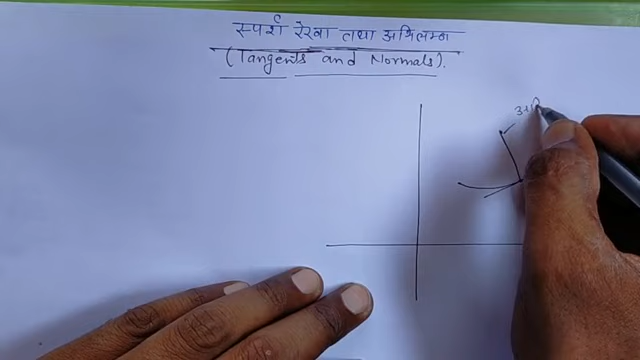 स्पर्श रेखा तथा अभिलम्ब
(Tangents and Normals).